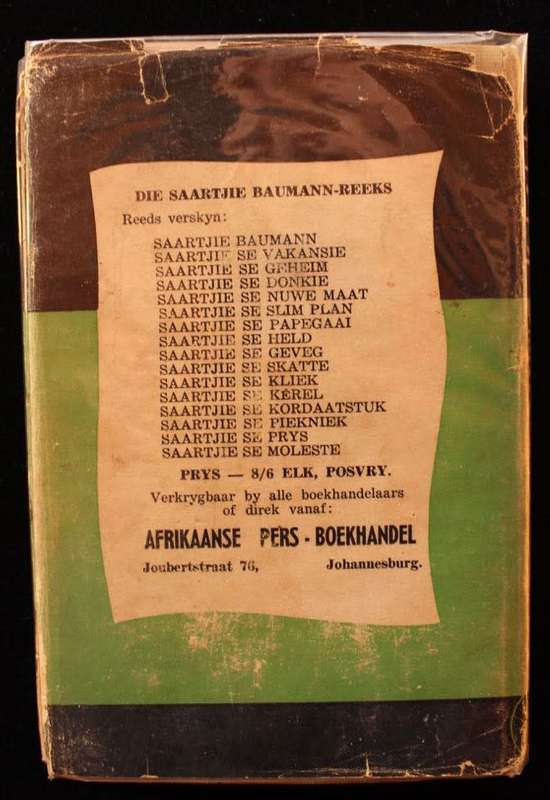 DIE SAARTJIE BAUMANN-REEKS
Reeds verskyn:
SAARTJIE BAUMANN
SAARTJIE SE VAKANSIE
SAARTJIE SE GEHEIM
SAARTJIE SE DONKIE
SAARTJIE SE NUWE MAAT
SAARTJIE SE SLIM PLAN
SAARTJIE SE PAPEGAAI
SAARTJIE SE HELD
SAARTJIE SE GEVEG
SAARTJIE SE SKATTE
SAARTJIE SE KLIEK
SAARTJIE SE KÊREL
SAARTJIE SE KORDAATSTUK
SAARTJIE SE PIEKNIEK
SAARTJIE SE PRYS
SAARTJIE SE MOLESTE
PRYS — 8/6 ELK, POSVRY.
Verkrygbaar by alle boekhandelaars
of direk vanaf:
AFRIKAANSE PERS - BOEKHANDEL
Joubertstraat 76, Johannesburg.